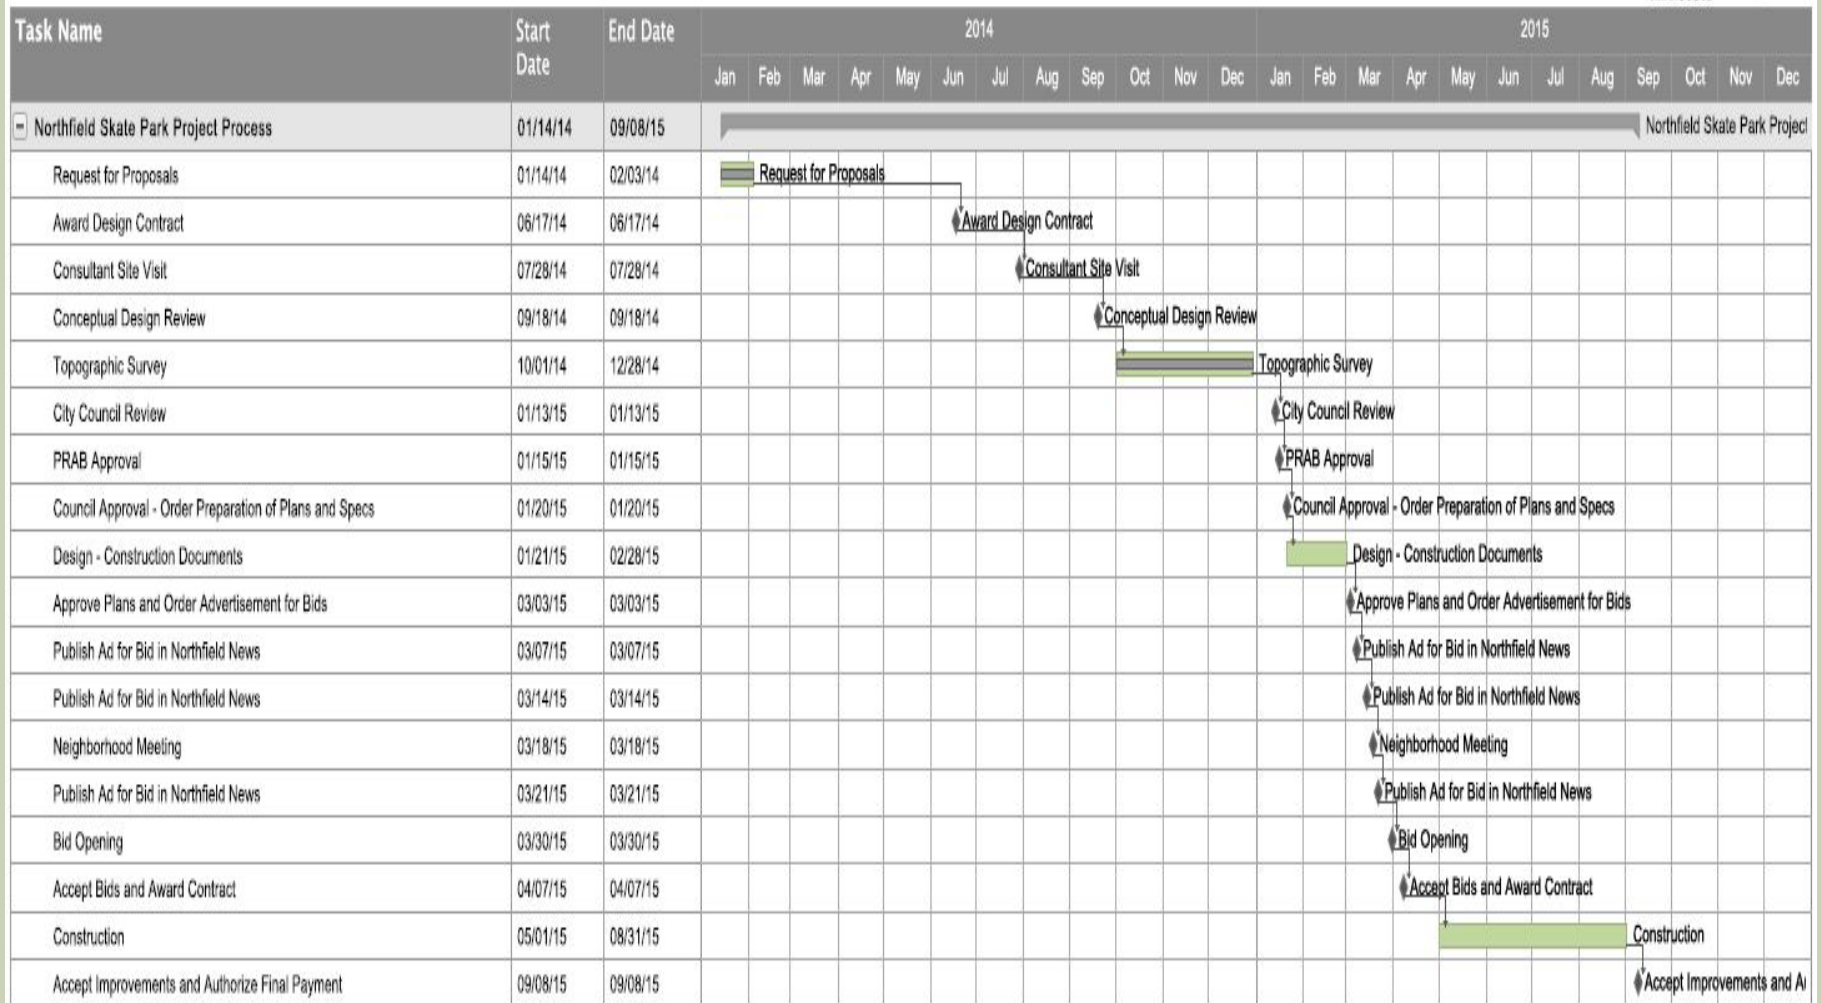 Task Name Start Date End Date 2014 2015
Jan Feb Mar Apr May Jun Jul Aug Sep Oct Nov Dec Jan Feb Mar Apr May Jun Jul Aug Sep Oct Nov Dec
Northfield Skate Park Project Process 01/14/14 09/08/15 Northfield Skate Park Project
Request for Proposals 01/14/14 02/03/14 Request for Proposals
Award Design Contract 06/17/14 06/17/14 Award Design Contract
Consultant Site Visit 07/28/14 07/28/14 Consultant Site Visit
Conceptual Design Review 09/18/14 09/18/14 Conceptual Design Review
Topographic Survey 10/01/14 12/28/14 Topographic Survey
City Council Review 01/13/15 01/13/15 City Council Review
PRAB Approval 01/15/15 01/15/15 PRAB Approval
Council Approval - Order Preparation of Plans and Specs 01/20/15 01/20/15 Council Approval - Order Preparation of Plans and Specs
Design - Construction Documents 01/21/15 02/28/15 Design - Construction Documents
Approve Plans and Order Advertisement for Bids 03/03/15 03/03/15 Approve Plans and Order Advertisement for Bids
Publish Ad for Bid in Northfield News 03/07/15 03/07/15 Publish Ad for Bid in Northfield News
Publish Ad for Bid in Northfield News 03/14/15 03/14/15 Publish Ad for Bid in Northfield News
Neighborhood Meeting 03/18/15 03/18/15 Neighborhood Meeting
Publish Ad for Bid in Northfield News 03/21/15 03/21/15 Publish Ad for Bid in Northfield News
Bid Opening 03/30/15 03/30/15 Bid Opening
Accept Bids and Award Contract 04/07/15 04/07/15 Accept Bids and Award Contract
Construction 05/01/15 08/31/15 Construction
Accept Improvements and Authorize Final Payment 09/08/15 09/08/15 Accept Improvements and